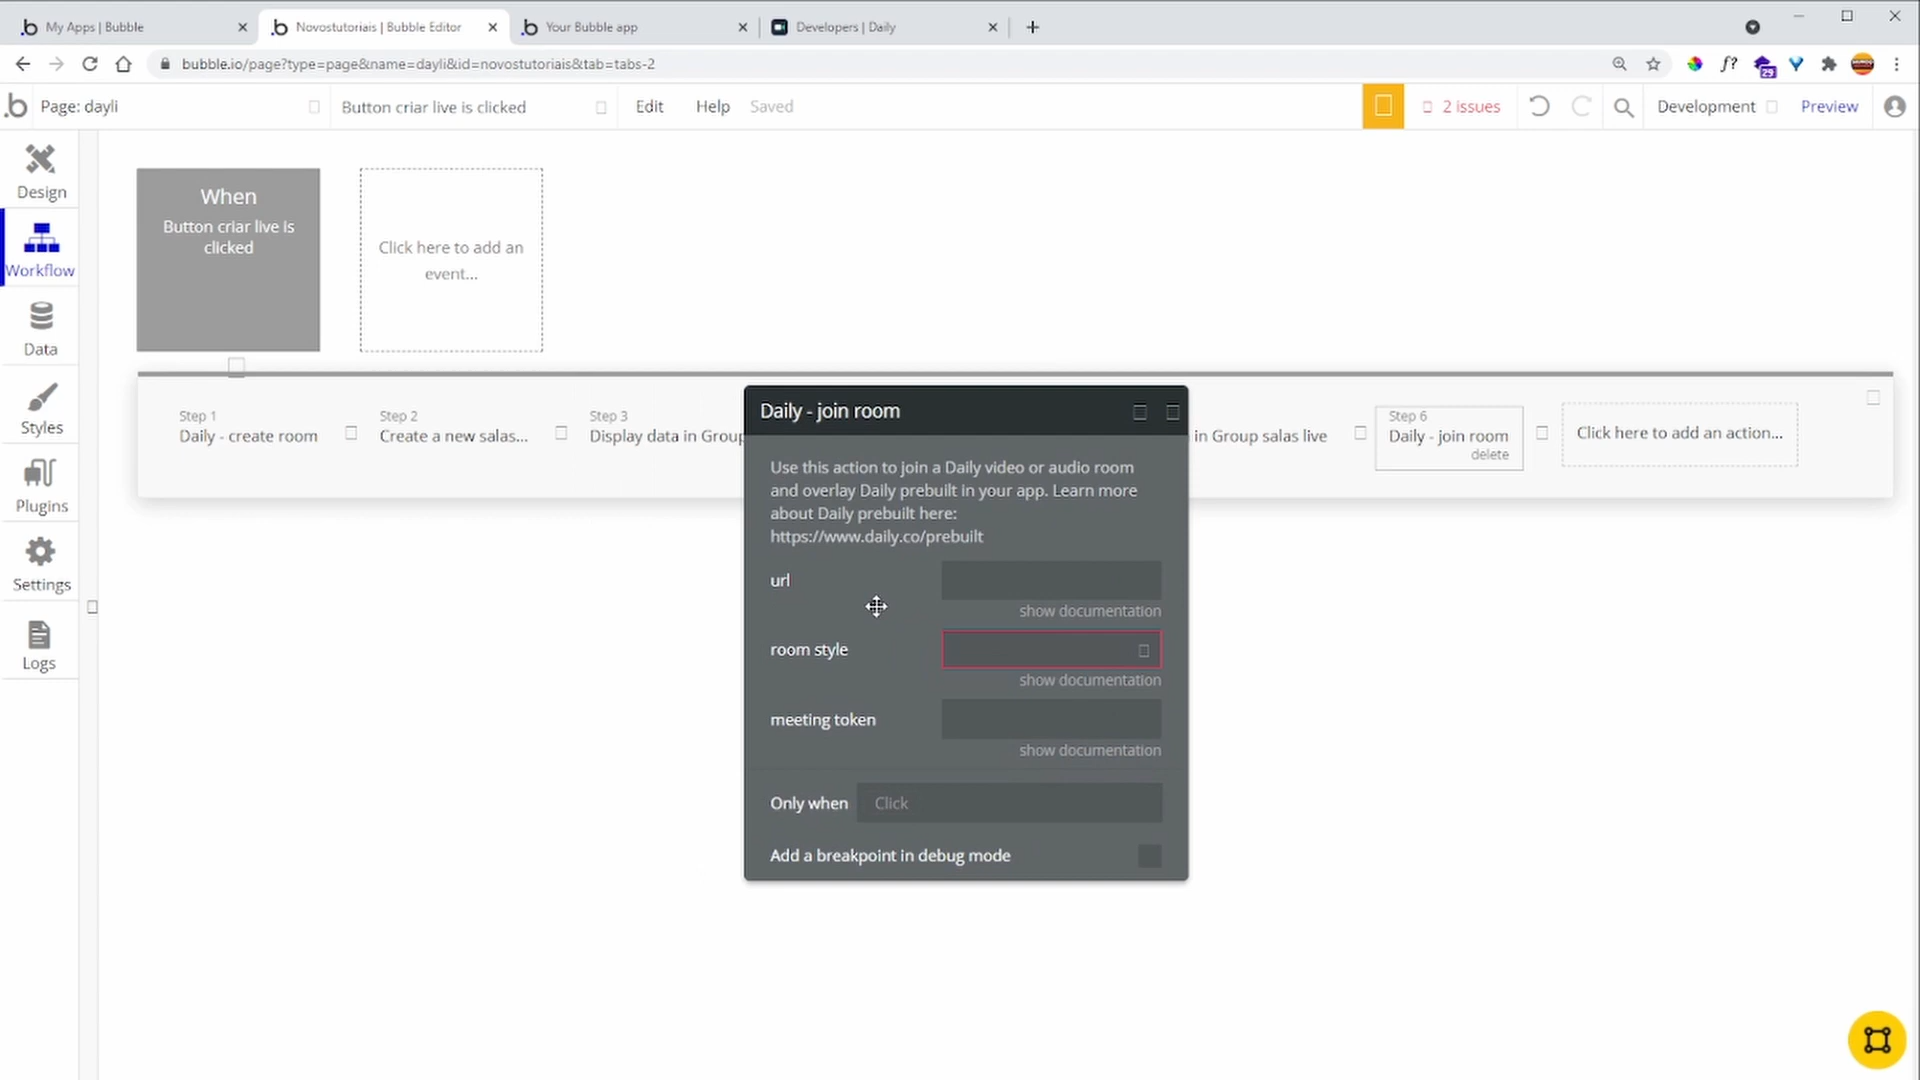 My Apps | Bubble
Novostutoriais | Bubble Editor
Your Bubble app
Developers | Daily
bubble.io/page?type=page&name=dayli&id=novostutoriais&tab=tabs-2
f?
25
Page: dayli
Button criar live is clicked
Edit
Help
Saved
2 issues
Development
Preview
Design
Workflow
Data
Styles
Plugins
Settings
Logs
When
Button criar live is
clicked
Click here to add an
event...
Step 1
Daily - create room
Step 2
Create a new salas...
Step 3
Display data in Group
in Group salas live
Step 6
Daily - join room
delete
Click here to add an action...
Daily - join room
Use this action to join a Daily video or audio room
and overlay Daily prebuilt in your app. Learn more
about Daily prebuilt here:
https://www.daily.co/prebuilt
url
show documentation
room style
show documentation
meeting token
show documentation
Only when
Click
Add a breakpoint in debug mode